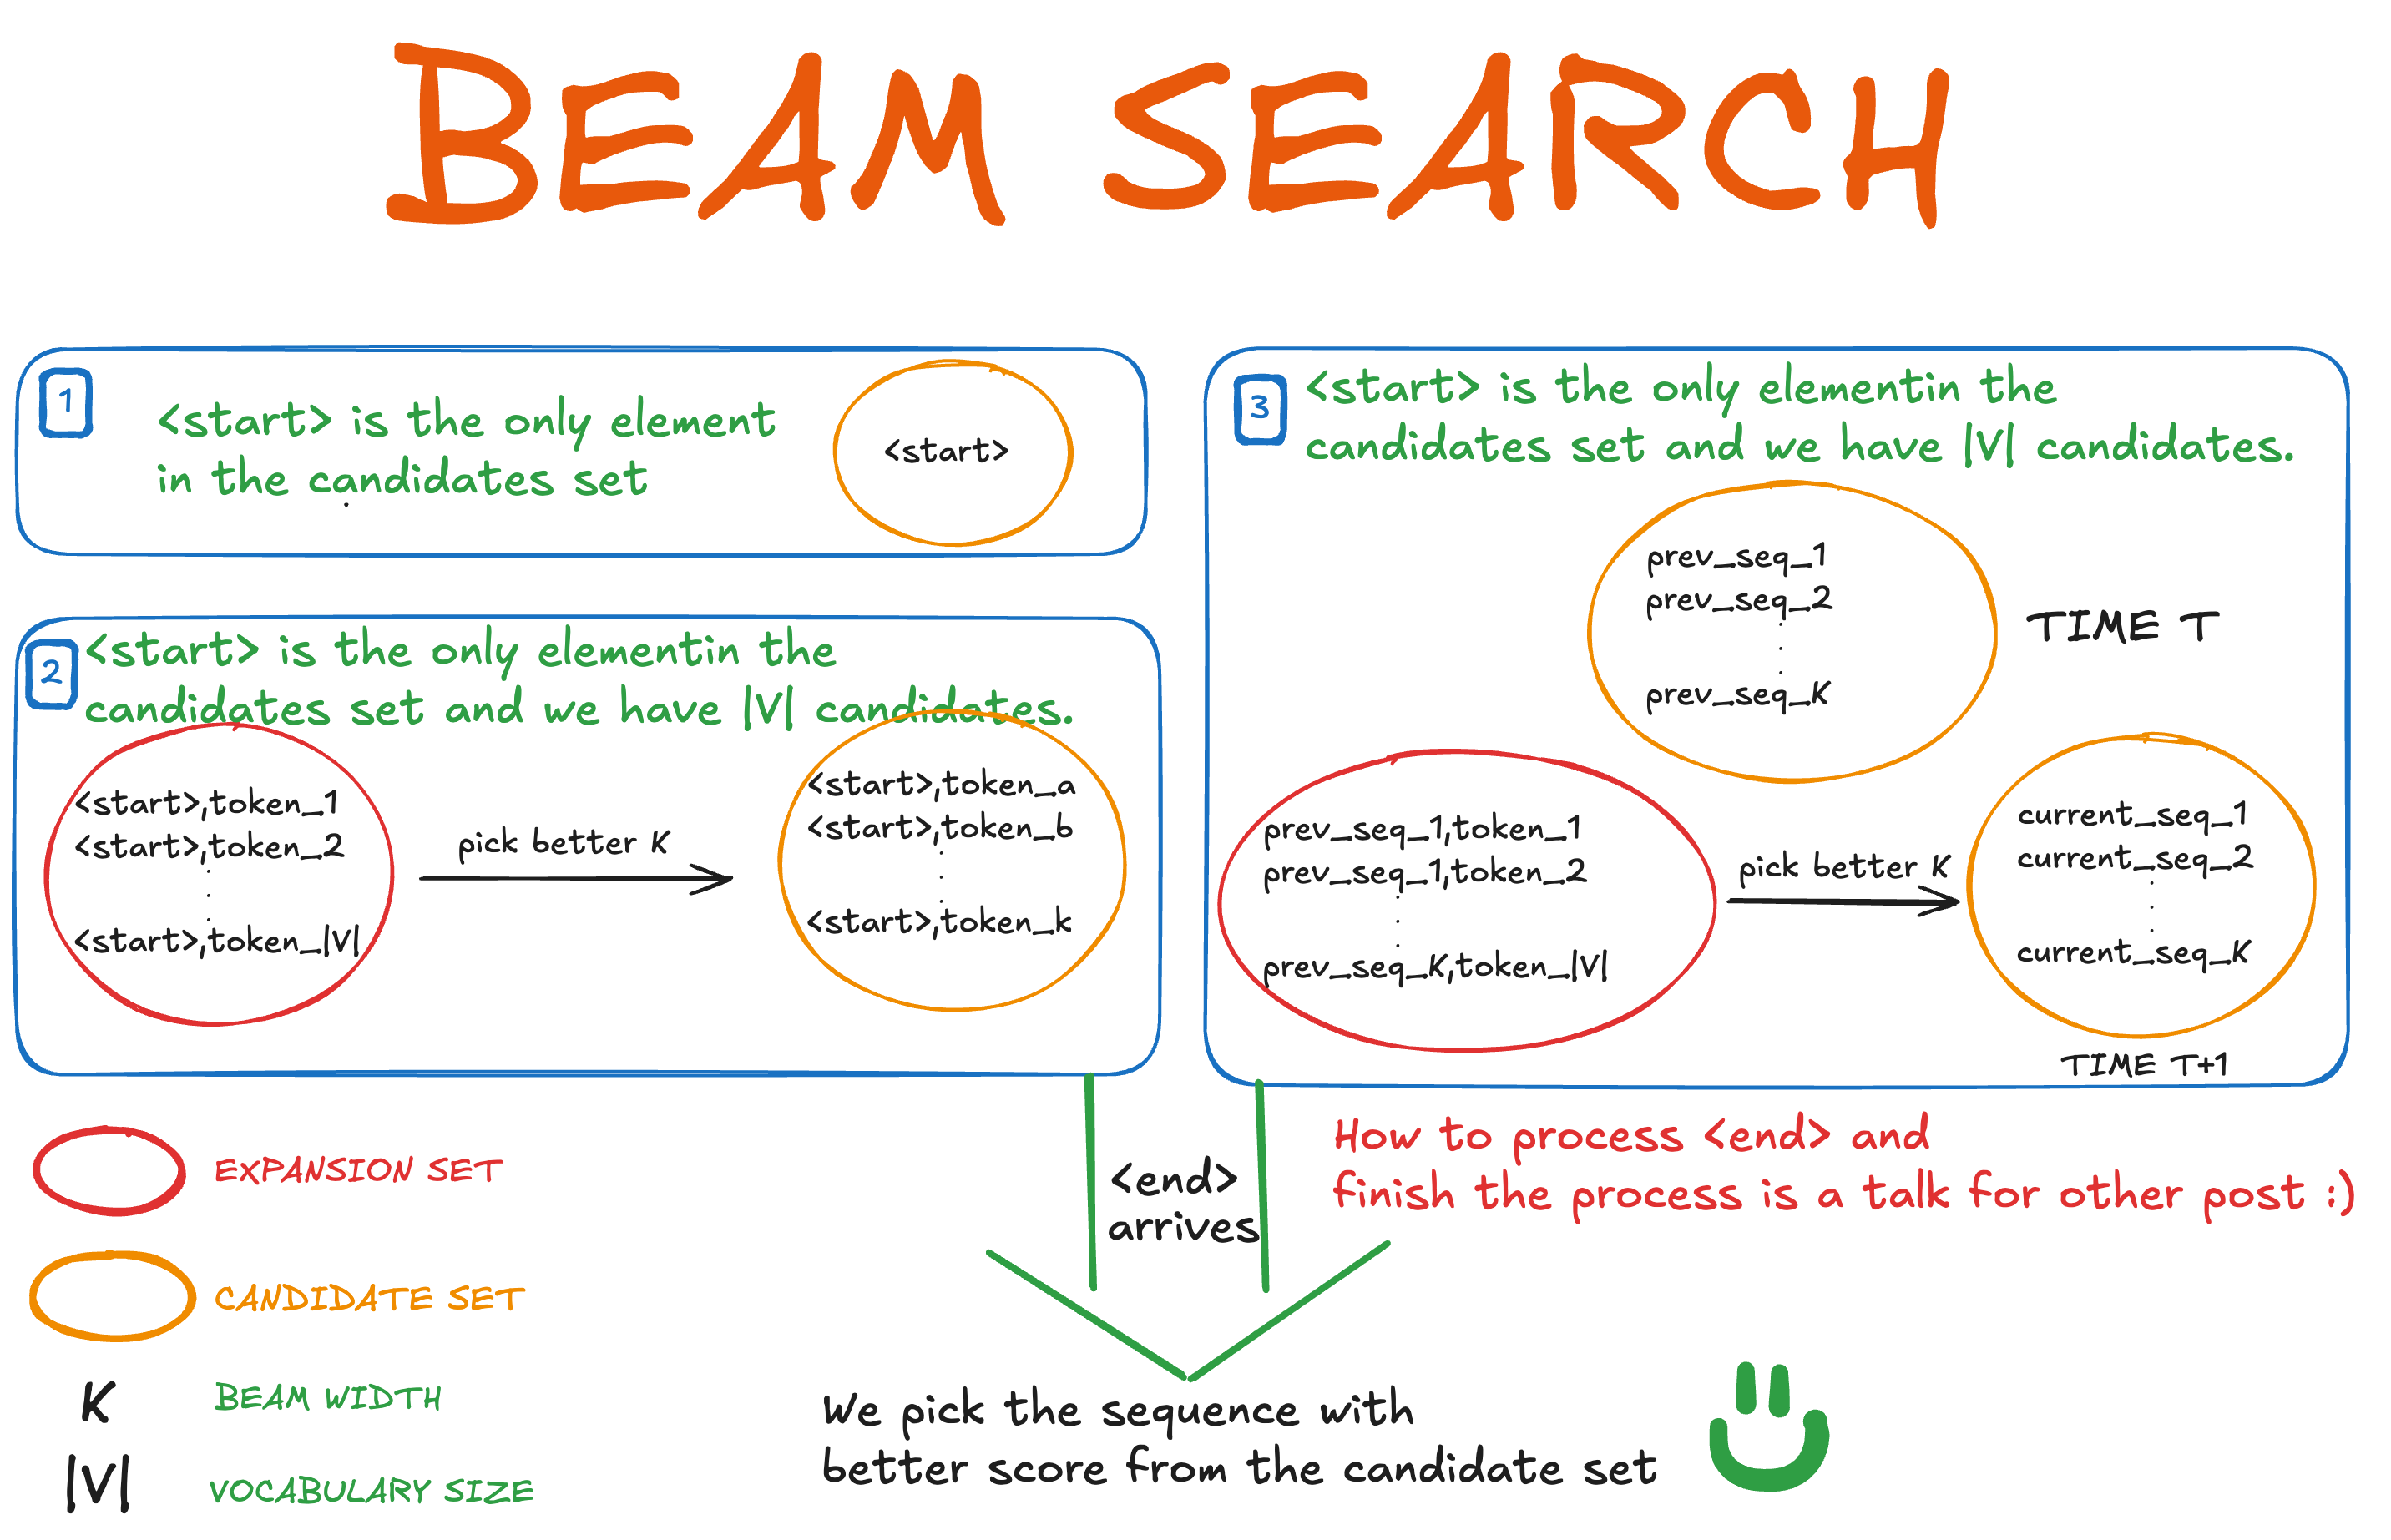 BEAM SEARCH
1
<start> is the only element
in the candidates set
<start>
2
<start> is the only elementin the
candidates set and we have |V| candidates.
<start>,token_1
<start>,token_2
.
.
.
<start>,token_|V|
pick better K
<start>,token_a
<start>,token_b
.
.
.
<start>,token_k
3
<start> is the only elementin the
candidates set and we have |V| candidates.
prev_seq_1
prev_seq_2
.
.
.
prev_seq_K
TIME T
prev_seq_1,token_1
prev_seq_1,token_2
.
.
.
prev_seq_K,token_|V|
pick better K
current_seq_1
current_seq_2
.
.
.
current_seq_K
TIME T+1
EXPANSION SET
CANDIDATE SET
K BEAM WIDTH
|V| VOCABULARY SIZE
<end>
arrives
How to process <end> and
finish the process is a talk for other post :)
We pick the sequence with
better score from the candidate set